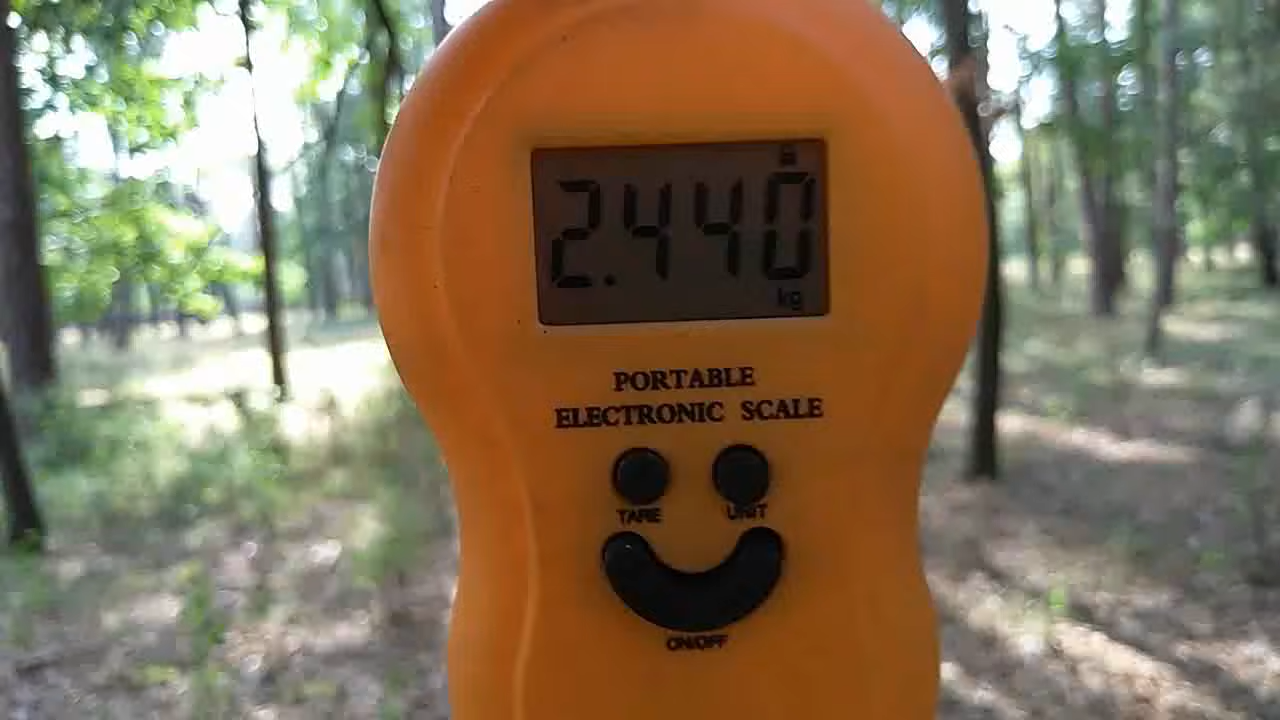 2.440
kg
PORTABLE
ELECTRONIC SCALE
TARE UNIT
ON/OFF